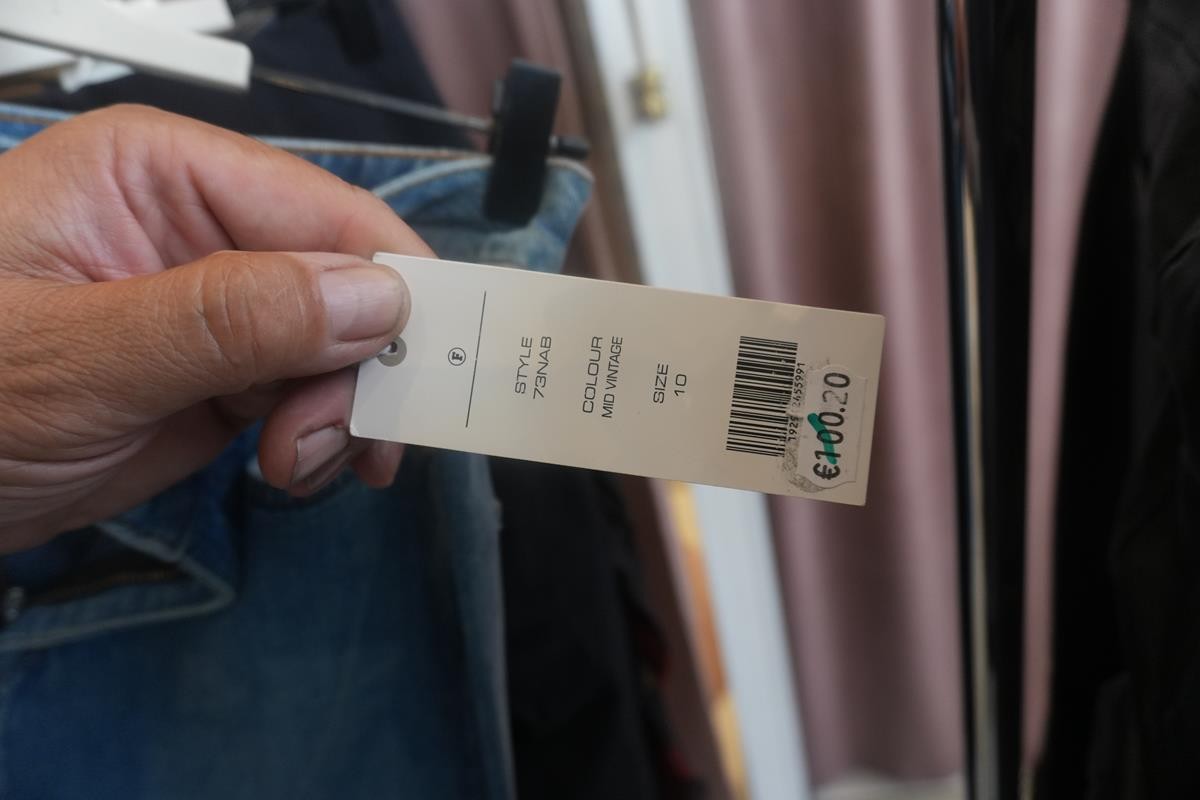 F
STYLE
73NAB
COLOUR
MID VINTAGE
SIZE
10
€100.20